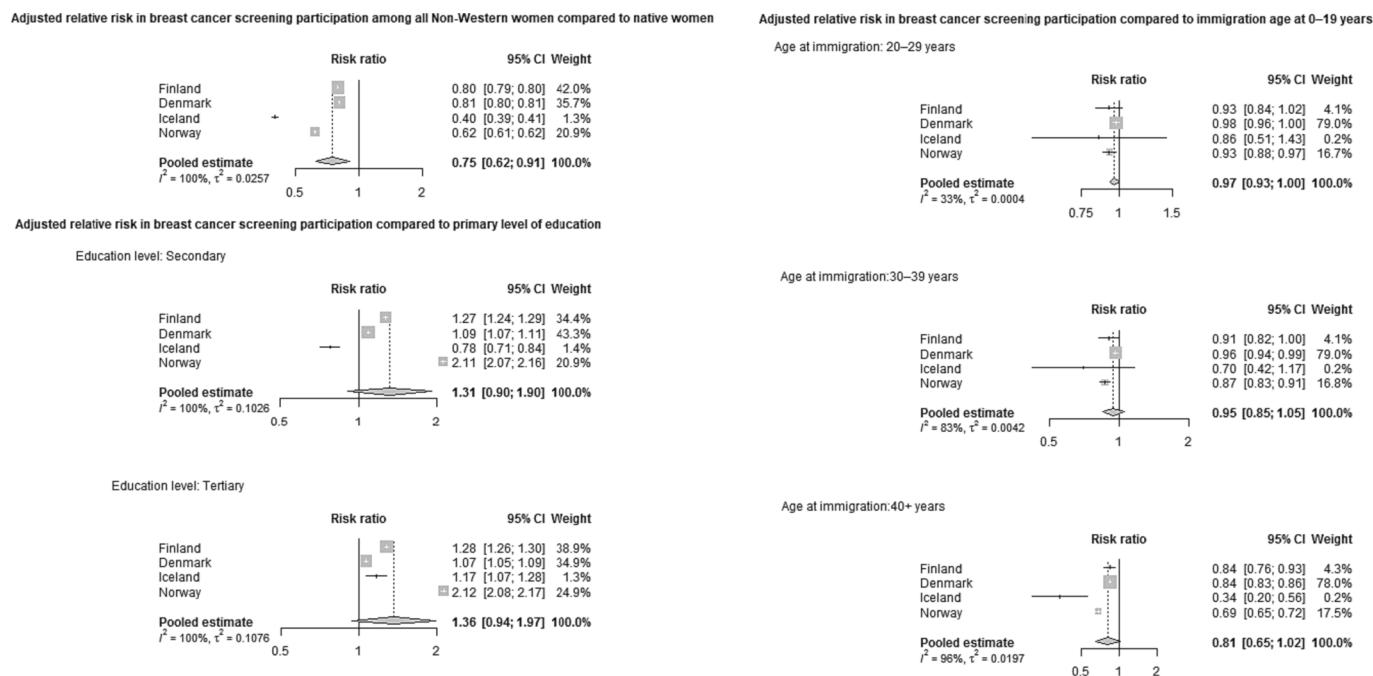 Adjusted relative risk in breast cancer screening participation among all Non-Western women compared to native women
Risk ratio 95% CI Weight
Finland 0.80 [0.79; 0.80] 42.0%
Denmark 0.81 [0.80; 0.81] 35.7%
Iceland 0.40 [0.39; 0.41] 1.3%
Norway 0.62 [0.61; 0.62] 20.9%
Pooled estimate 0.75 [0.62; 0.91] 100.0%
I² = 100%, τ² = 0.0257
0.5 1 2
Adjusted relative risk in breast cancer screening participation compared to primary level of education
Education level: Secondary
Risk ratio 95% CI Weight
Finland 1.27 [1.24; 1.29] 34.4%
Denmark 1.09 [1.07; 1.11] 43.3%
Iceland 0.78 [0.71; 0.84] 1.4%
Norway 2.11 [2.07; 2.16] 20.9%
Pooled estimate 1.31 [0.90; 1.90] 100.0%
I² = 100%, τ² = 0.1026
0.5 1 2
Education level: Tertiary
Risk ratio 95% CI Weight
Finland 1.28 [1.26; 1.30] 38.9%
Denmark 1.07 [1.05; 1.09] 34.9%
Iceland 1.17 [1.07; 1.28] 1.3%
Norway 2.12 [2.08; 2.17] 24.9%
Pooled estimate 1.36 [0.94; 1.97] 100.0%
I² = 100%, τ² = 0.1076
0.5 1 2
Adjusted relative risk in breast cancer screening participation compared to immigration age at 0–19 years
Age at immigration: 20–29 years
Risk ratio 95% CI Weight
Finland 0.93 [0.84; 1.02] 4.1%
Denmark 0.98 [0.96; 1.00] 79.0%
Iceland 0.86 [0.51; 1.43] 0.2%
Norway 0.93 [0.88; 0.97] 16.7%
Pooled estimate 0.97 [0.93; 1.00] 100.0%
I² = 33%, τ² = 0.0004
0.75 1 1.5
Age at immigration:30–39 years
Risk ratio 95% CI Weight
Finland 0.91 [0.82; 1.00] 4.1%
Denmark 0.96 [0.94; 0.99] 79.0%
Iceland 0.70 [0.42; 1.17] 0.2%
Norway 0.87 [0.83; 0.91] 16.8%
Pooled estimate 0.95 [0.85; 1.05] 100.0%
I² = 83%, τ² = 0.0042
0.5 1 2
Age at immigration:40+ years
Risk ratio 95% CI Weight
Finland 0.84 [0.76; 0.93] 4.3%
Denmark 0.84 [0.83; 0.86] 78.0%
Iceland 0.34 [0.20; 0.56] 0.2%
Norway 0.69 [0.65; 0.72] 17.5%
Pooled estimate 0.81 [0.65; 1.02] 100.0%
I² = 96%, τ² = 0.0197
0.5 1 2